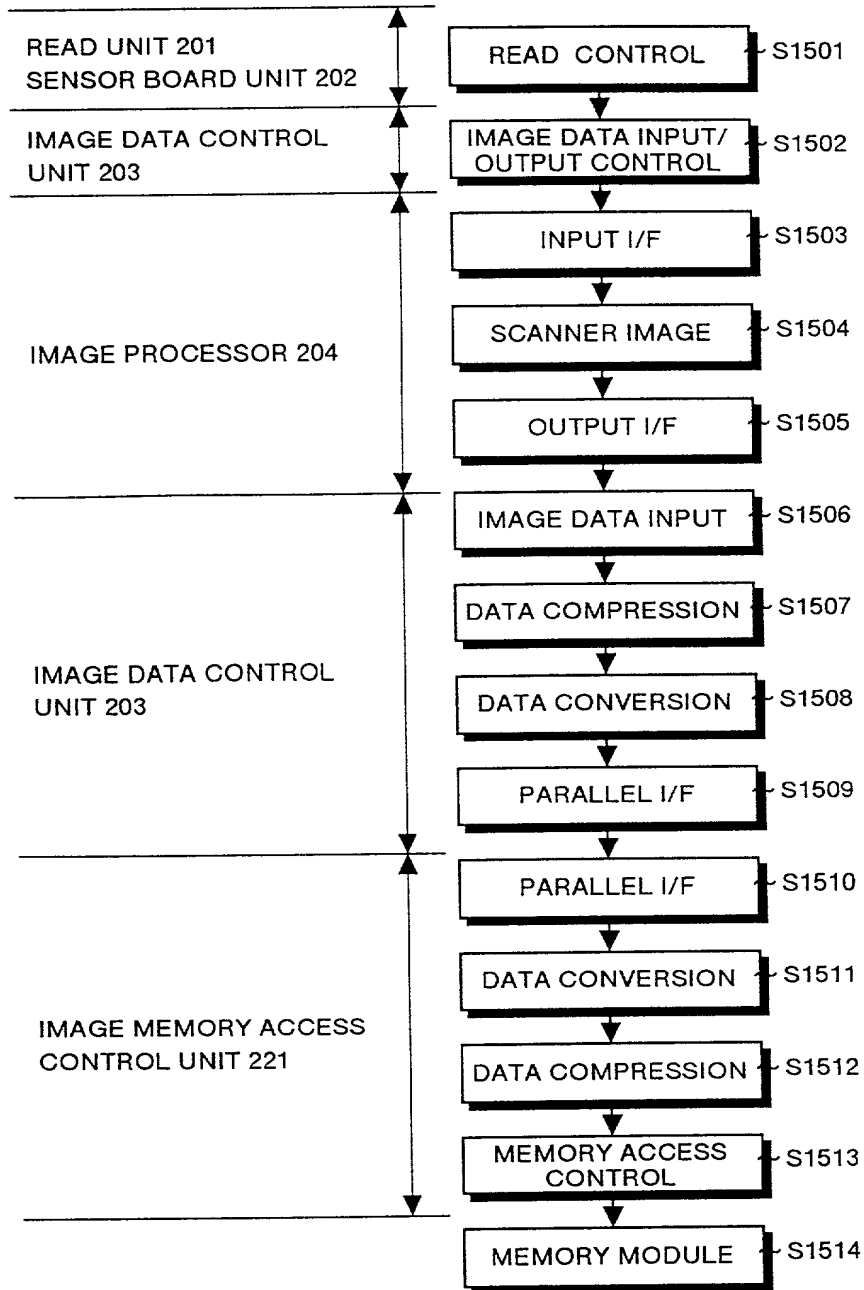 READ UNIT 201
SENSOR BOARD UNIT 202
READ CONTROL
S1501
IMAGE DATA CONTROL
UNIT 203
IMAGE DATA INPUT/
OUTPUT CONTROL
S1502
INPUT I/F
S1503
IMAGE PROCESSOR 204
SCANNER IMAGE
S1504
OUTPUT I/F
S1505
IMAGE DATA INPUT
S1506
DATA COMPRESSION
S1507
IMAGE DATA CONTROL
UNIT 203
DATA CONVERSION
S1508
PARALLEL I/F
S1509
PARALLEL I/F
S1510
DATA CONVERSION
S1511
IMAGE MEMORY ACCESS
CONTROL UNIT 221
DATA COMPRESSION
S1512
MEMORY ACCESS
CONTROL
S1513
MEMORY MODULE
S1514